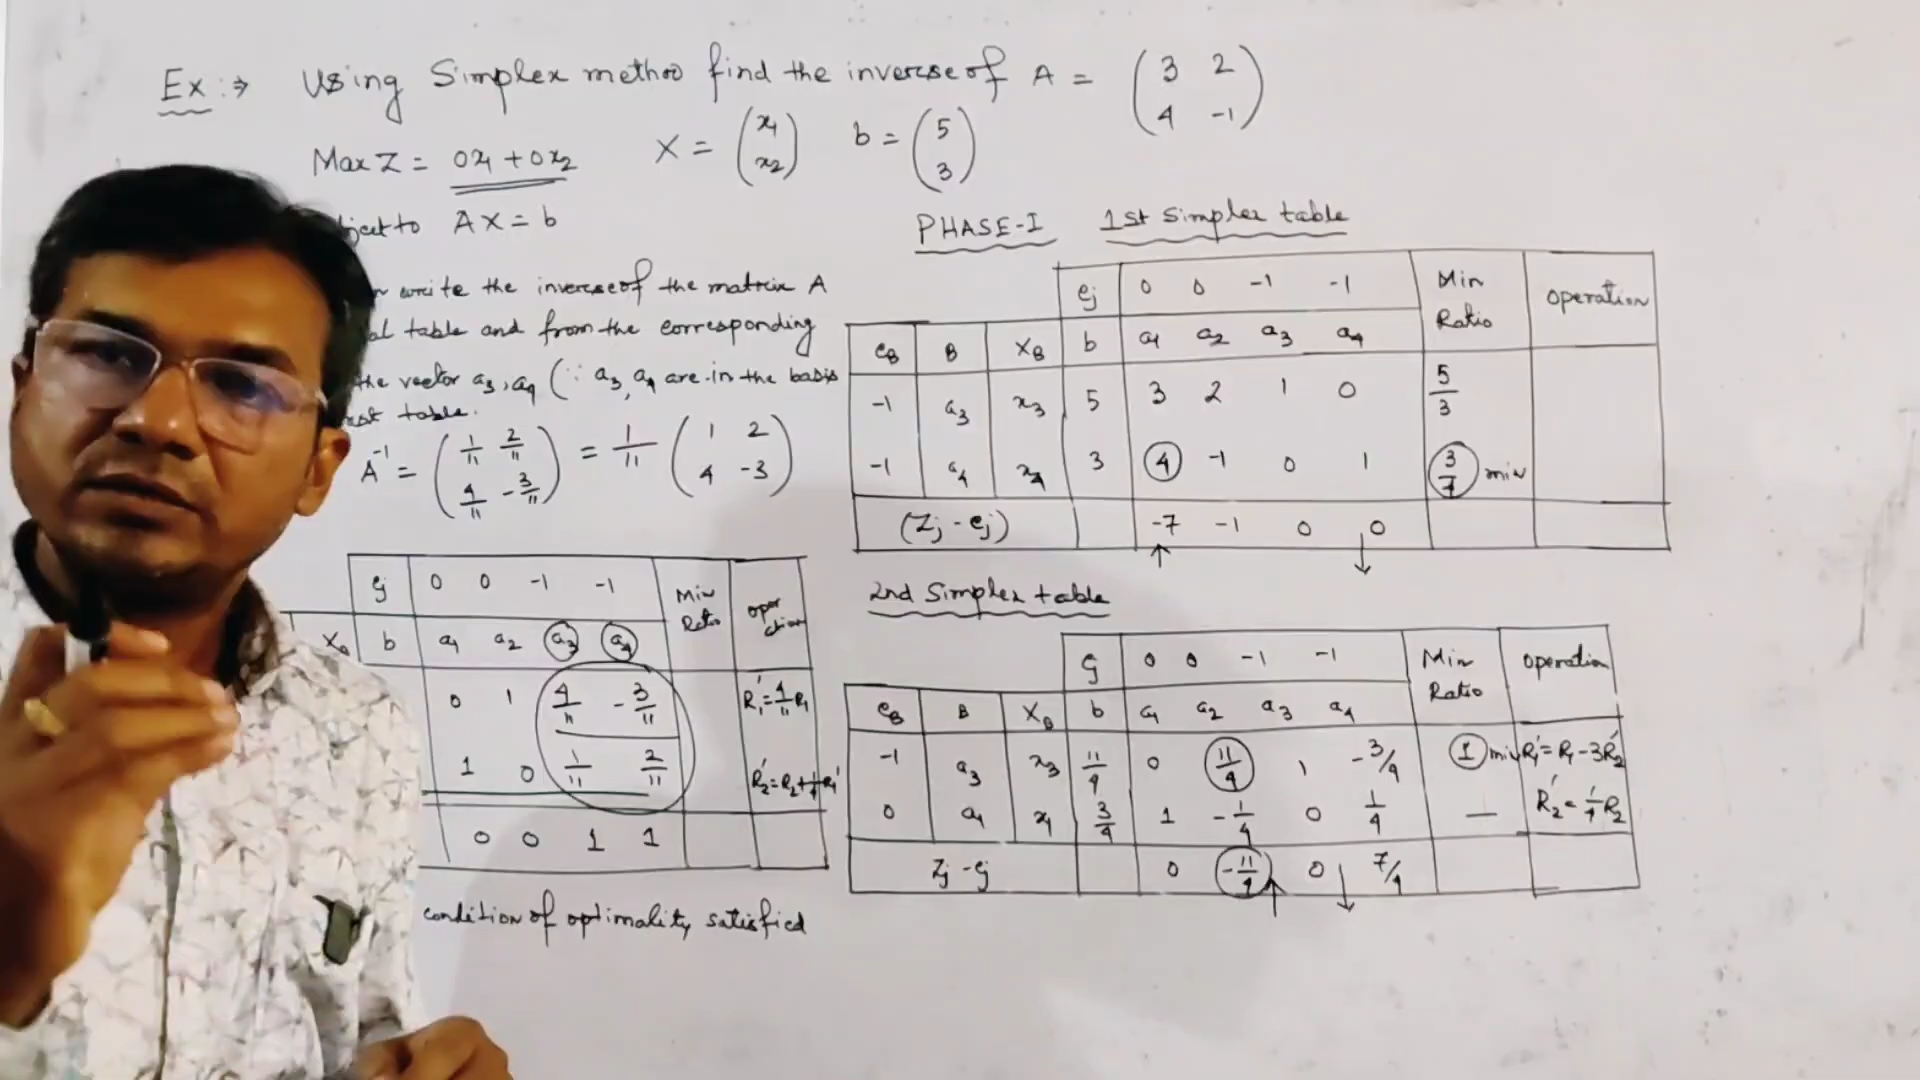 Ex :⇒ Using Simplex method find the inverse of A = (3 2
4 -1)
Max Z = 0x1 + 0x2 X = (x1
x2) b = (5
3)
ject to AX = b
write the inverse of the matrix A
al table and from the corresponding
the vector a3, a4 (∵ a3, a4 are in the basis
table.
A⁻¹ = (1/11 2/11
4/11 -3/11) = 1/11 (1 2
4 -3)
Cj 0 0 -1 -1 Min Ratio oper ation
XB b a1 a2 a3 a4
0 1 4/11 -3/11 R1' = 4/11 R1
1 0 1/11 2/11 R2' = R2 + 1/4 R1'
0 0 1 1
condition of optimality satisfied
PHASE-I 1st Simplex table
Cj 0 0 -1 -1 Min Ratio operation
CB B XB b a1 a2 a3 a4
-1 a3 x3 5 3 2 1 0 5/3
-1 a4 x4 3 4 -1 0 1 3/4 min
(Zj - Cj) -7 -1 0 0
↑ ↓
2nd Simplex table
Cj 0 0 -1 -1 Min Ratio operation
CB B XB b a1 a2 a3 a4
-1 a3 x3 11/4 0 11/4 1 -3/4 1 min R1' = R1 - 3R2'
0 a1 x1 3/4 1 -1/4 0 1/4 — R2' = 1/4 R2
Zj - Cj 0 -11/4 0 7/4
↑ ↓